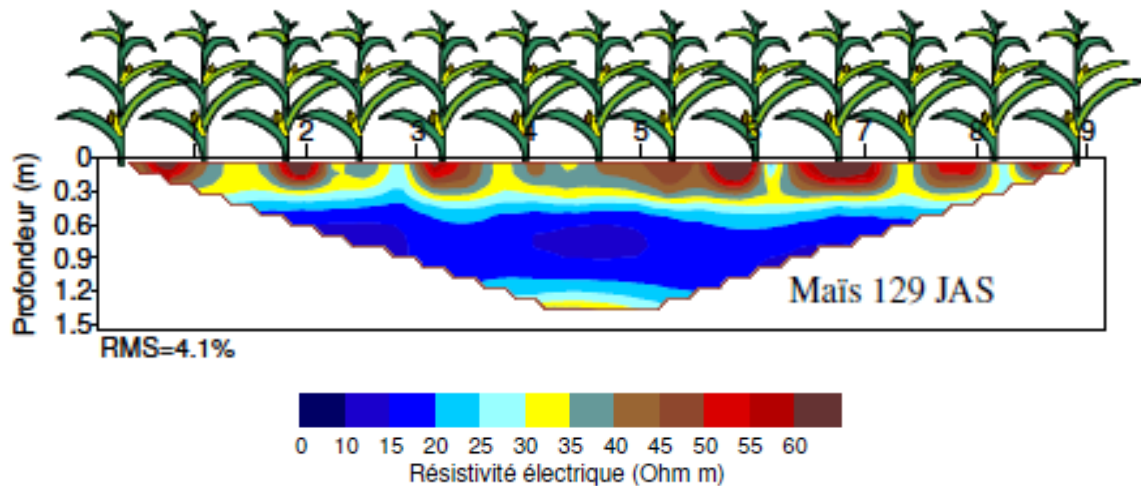 1 2 3 4 5 6 7 8 9
Profondeur (m)
0
0.3
0.6
0.9
1.2
1.5
Maïs 129 JAS
RMS=4.1%
0 10 15 20 25 30 35 40 45 50 55 60
Résistivité électrique (Ohm m)